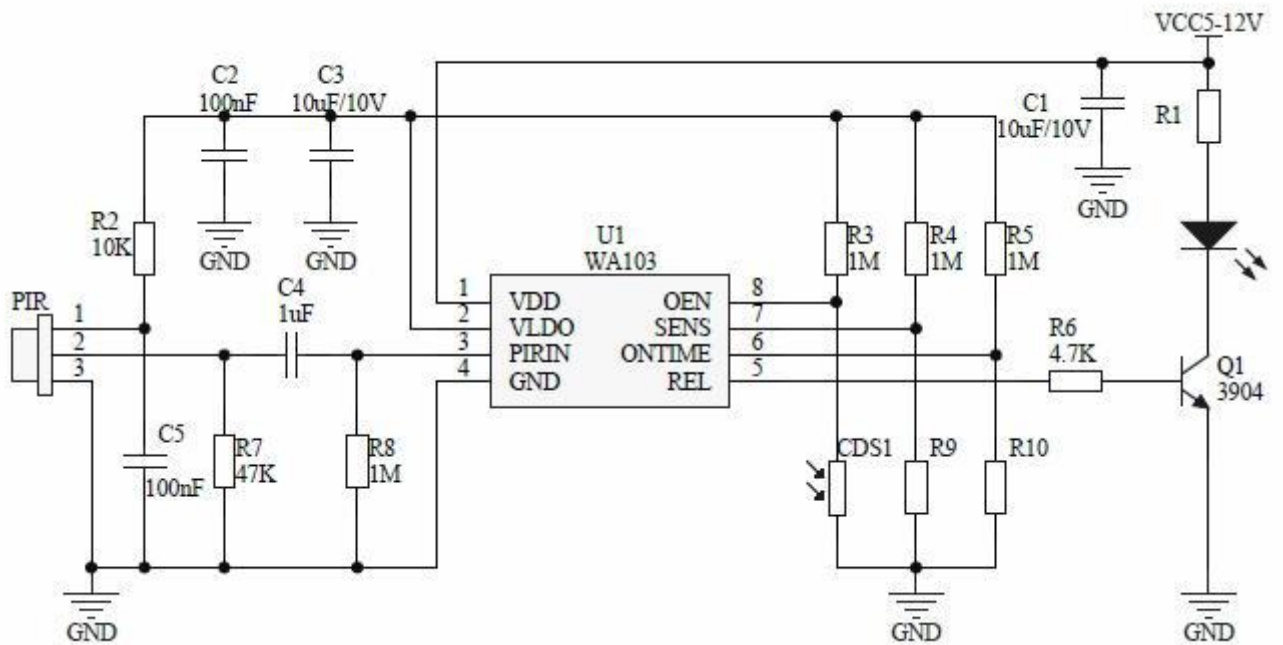 VCC5-12V
C2
100nF
C3
10uF/10V
C1
10uF/10V
R1
GND
R2
10K
GND
GND
U1
WA103
R3
1M
R4
1M
R5
1M
C4
1uF
PIR
1
2
3
1
2
3
4
VDD
VLDO
PIRIN
GND
OEN
SENS
ONTIME
REL
8
7
6
5
R6
4.7K
Q1
3904
C5
100nF
R7
47K
R8
1M
CDS1
R9
R10
GND
GND
GND